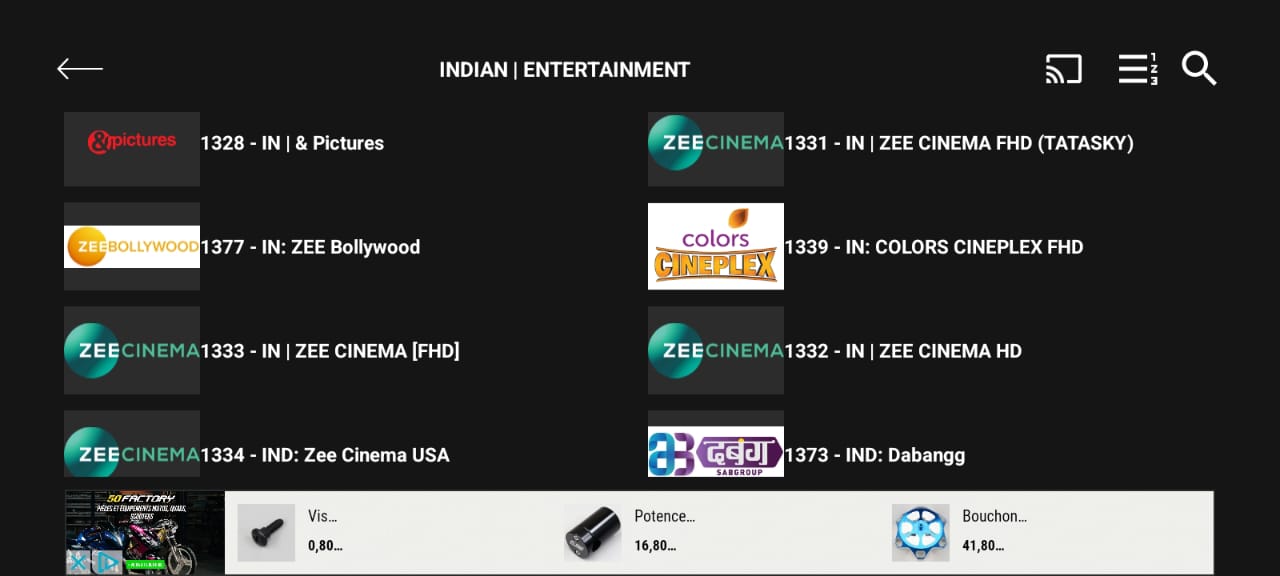 INDIAN | ENTERTAINMENT
1
2
3
&pictures
1328 - IN | & Pictures
ZEECINEMA
1331 - IN | ZEE CINEMA FHD (TATASKY)
ZEEBOLLYWOOD
1377 - IN: ZEE Bollywood
colors
CINEPLEX
1339 - IN: COLORS CINEPLEX FHD
ZEECINEMA
1333 - IN | ZEE CINEMA [FHD]
ZEECINEMA
1332 - IN | ZEE CINEMA HD
ZEECINEMA
1334 - IND: Zee Cinema USA
दबंग
SABGROUP
1373 - IND: Dabangg
50 FACTORY
PIÈCES ET ÉQUIPEMENTS MOTOS, QUADS,
SCOOTERS
Vis...
0,80...
Potence...
16,80...
Bouchon...
41,80...